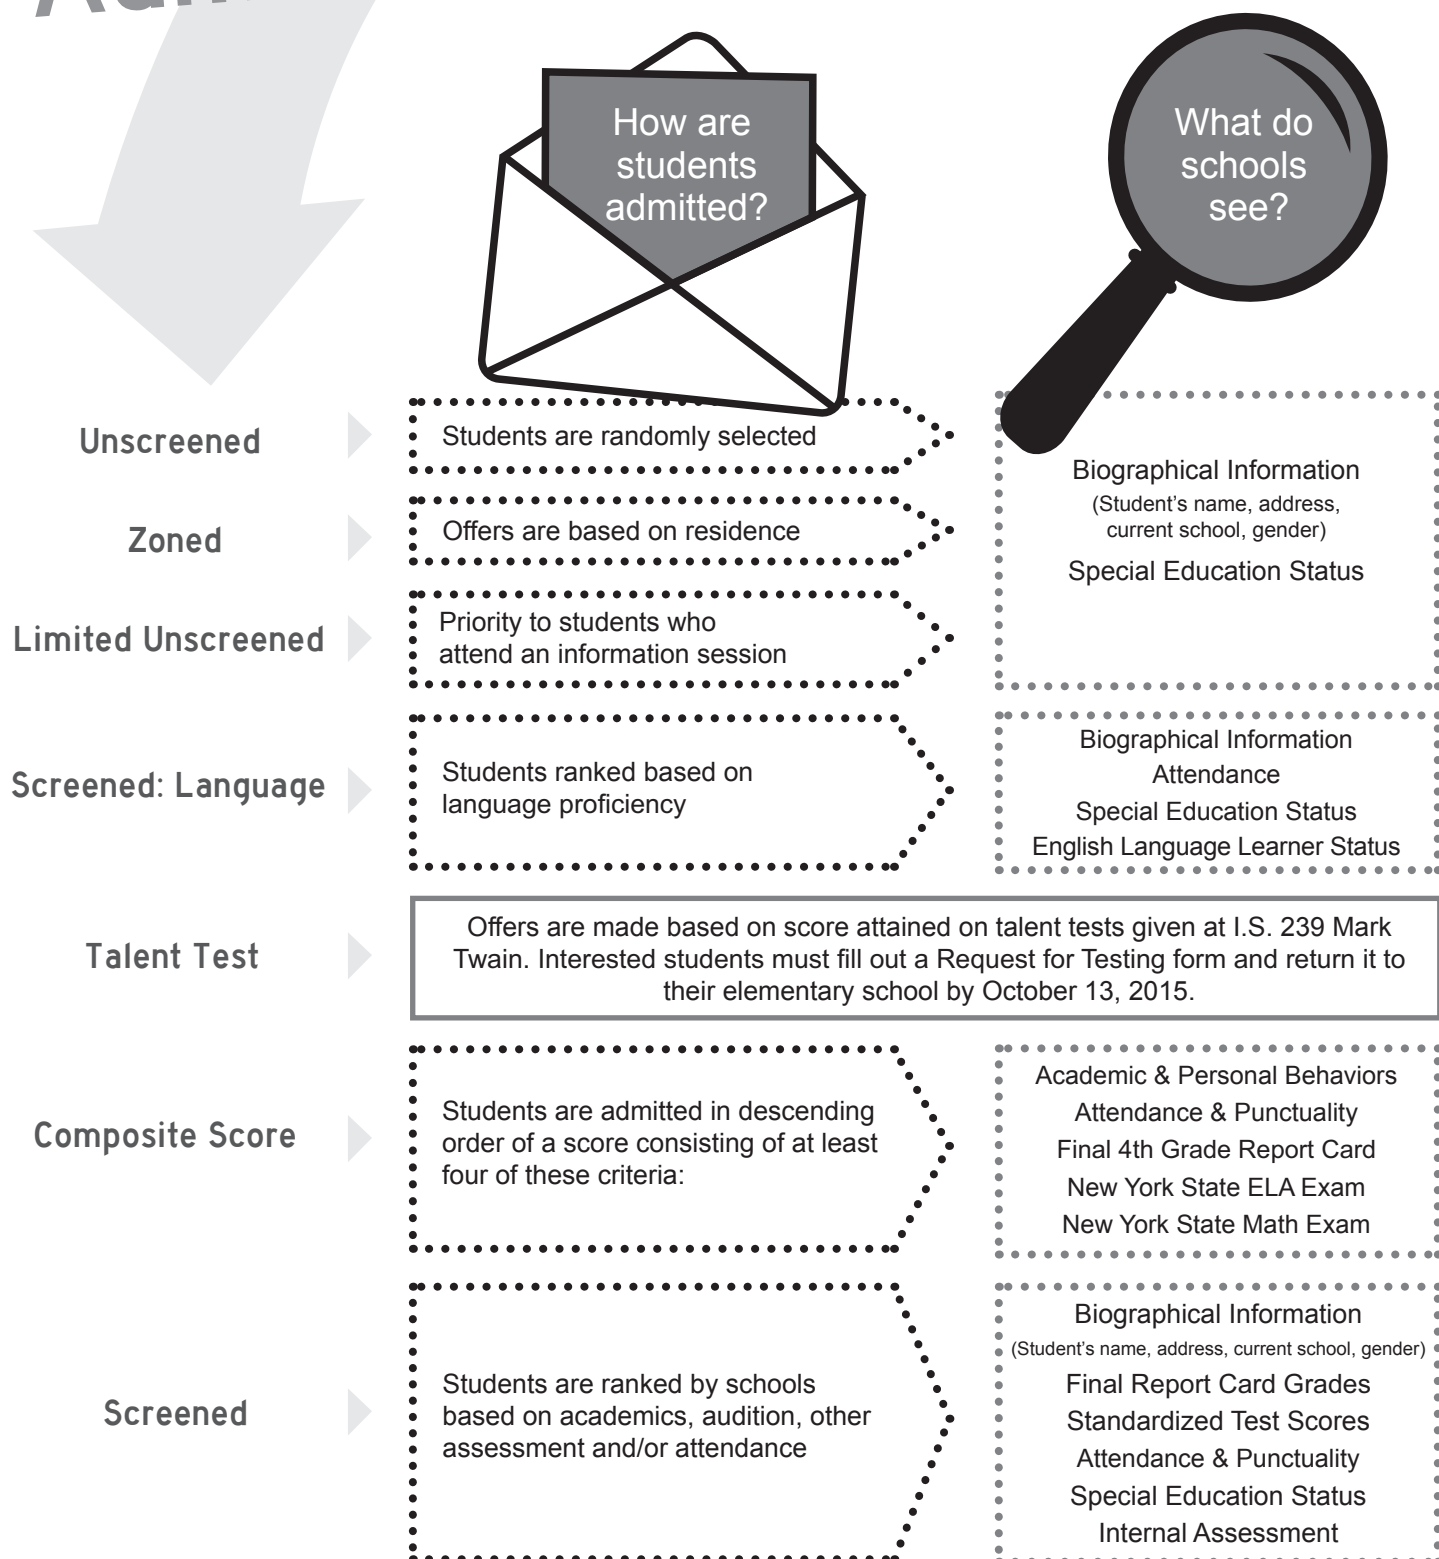 How are
students
admitted?
What do
schools
see?
Unscreened
Students are randomly selected
Biographical Information
(Student's name, address,
current school, gender)
Special Education Status
Zoned
Offers are based on residence
Limited Unscreened
Priority to students who
attend an information session
Screened: Language
Students ranked based on
language proficiency
Biographical Information
Attendance
Special Education Status
English Language Learner Status
Talent Test
Offers are made based on score attained on talent tests given at I.S. 239 Mark
Twain. Interested students must fill out a Request for Testing form and return it to
their elementary school by October 13, 2015.
Composite Score
Students are admitted in descending
order of a score consisting of at least
four of these criteria:
Academic & Personal Behaviors
Attendance & Punctuality
Final 4th Grade Report Card
New York State ELA Exam
New York State Math Exam
Screened
Students are ranked by schools
based on academics, audition, other
assessment and/or attendance
Biographical Information
(Student's name, address, current school, gender)
Final Report Card Grades
Standardized Test Scores
Attendance & Punctuality
Special Education Status
Internal Assessment